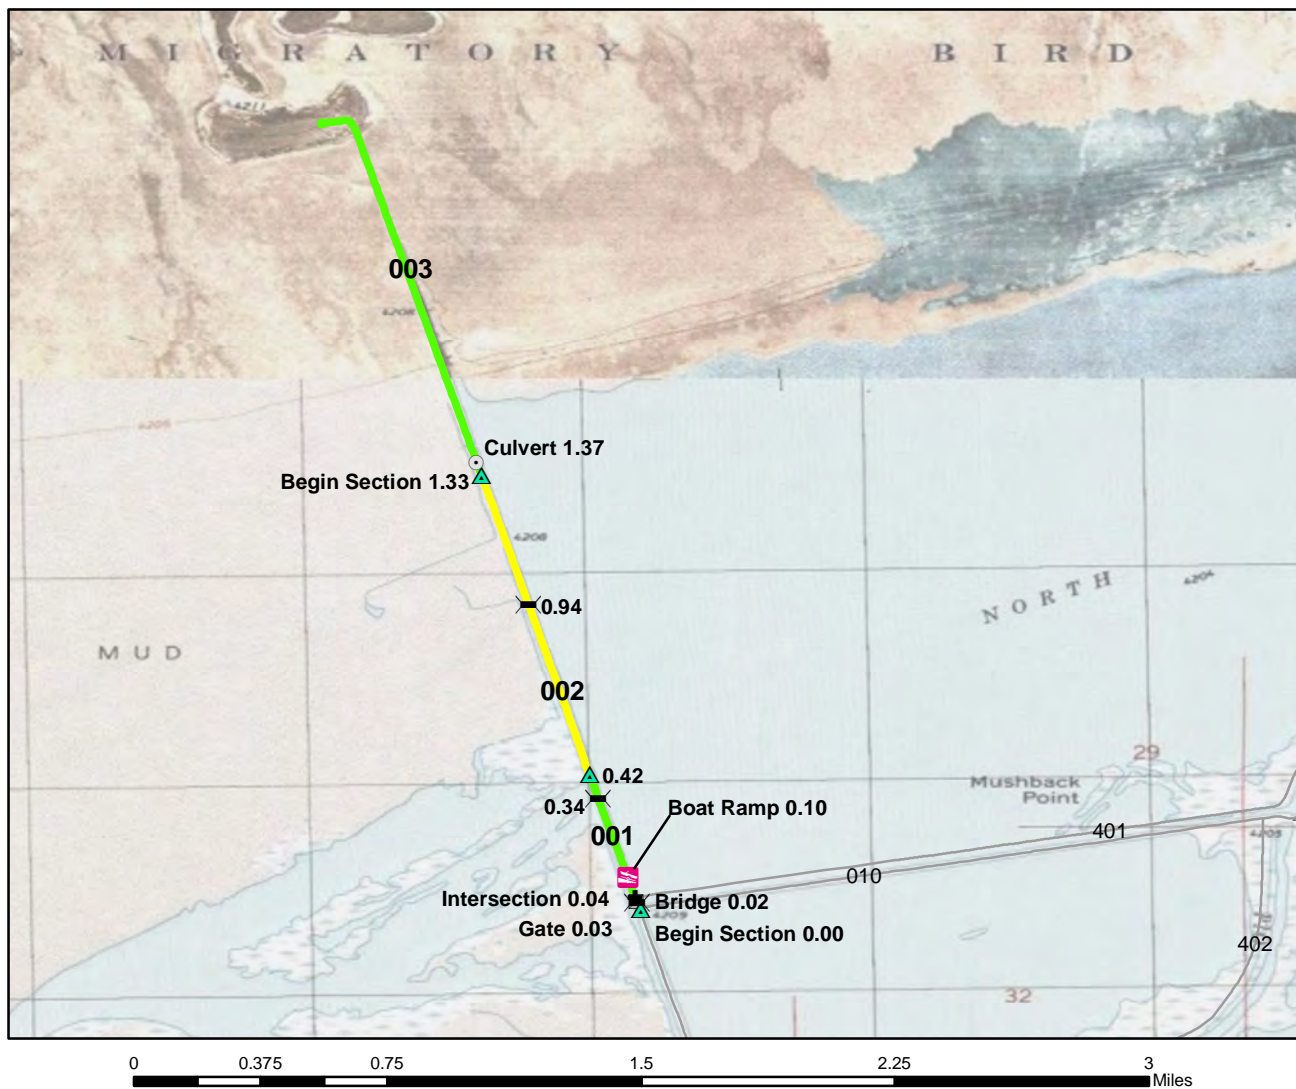 MIGRATORY BIRD
4211
003
4208
4205
Culvert 1.37
Begin Section 1.33
4208
0.94
NORTH
4204
MUD
002
0.42
29
Mushback
Point
0.34
Boat Ramp 0.10
001
401
4205
010
Intersection 0.04
Bridge 0.02
4209
Gate 0.03
Begin Section 0.00
402
32
0 0.375 0.75 1.5 2.25 3
Miles